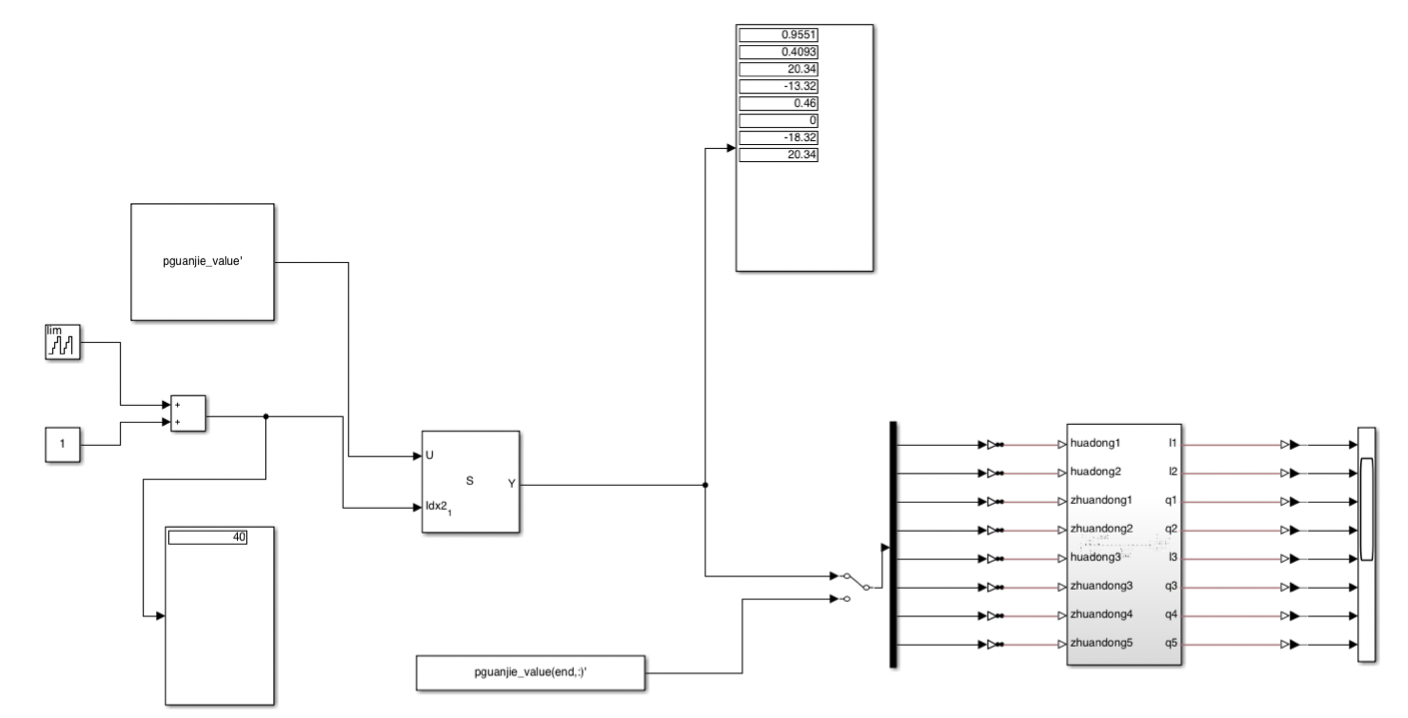 0.9551
0.4093
20.34
-13.32
0.46
0
-18.32
20.34
pguanjie_value'
lim
+
+
1
U
S
Y
Idx2
1
40
pguanjie_value(end,:)'
huadong1 l1
huadong2 l2
zhuandong1 q1
zhuandong2 q2
huadong3 l3
zhuandong3 q3
zhuandong4 q4
zhuandong5 q5